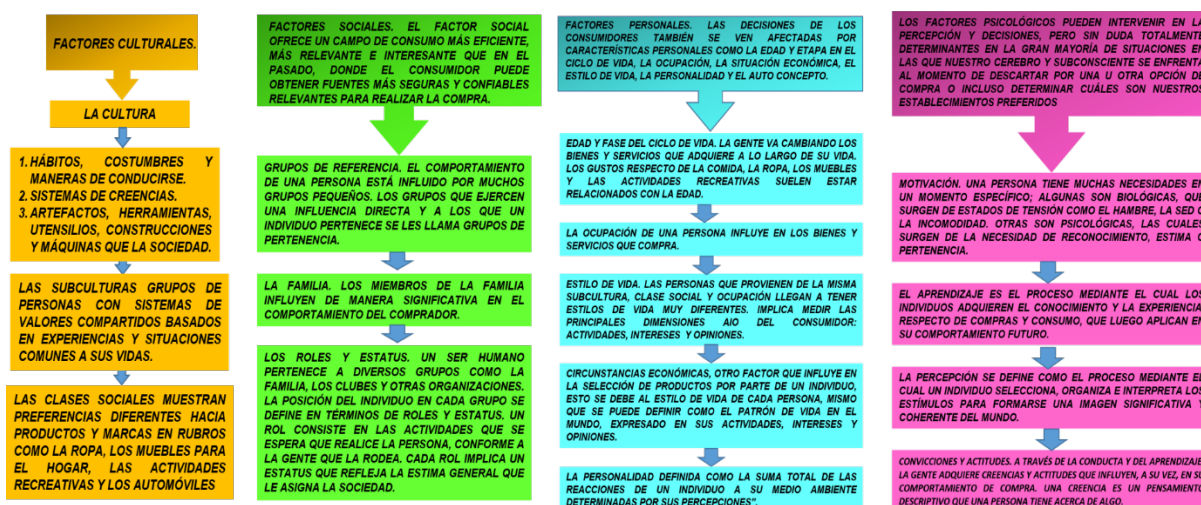 FACTORES CULTURALES.
LA CULTURA
1. HÁBITOS, COSTUMBRES Y
MANERAS DE CONDUCIRSE.
2. SISTEMAS DE CREENCIAS.
3. ARTEFACTOS, HERRAMIENTAS,
UTENSILIOS, CONSTRUCCIONES
Y MÁQUINAS QUE LA SOCIEDAD.
LAS SUBCULTURAS GRUPOS DE
PERSONAS CON SISTEMAS DE
VALORES COMPARTIDOS BASADOS
EN EXPERIENCIAS Y SITUACIONES
COMUNES A SUS VIDAS.
LAS CLASES SOCIALES MUESTRAN
PREFERENCIAS DIFERENTES HACIA
PRODUCTOS Y MARCAS EN RUBROS
COMO LA ROPA, LOS MUEBLES PARA
EL HOGAR, LAS ACTIVIDADES
RECREATIVAS Y LOS AUTOMÓVILES
FACTORES SOCIALES. EL FACTOR SOCIAL
OFRECE UN CAMPO DE CONSUMO MÁS EFICIENTE,
MÁS RELEVANTE E INTERESANTE QUE EN EL
PASADO, DONDE EL CONSUMIDOR PUEDE
OBTENER FUENTES MÁS SEGURAS Y CONFIABLES
RELEVANTES PARA REALIZAR LA COMPRA.
GRUPOS DE REFERENCIA. EL COMPORTAMIENTO
DE UNA PERSONA ESTÁ INFLUIDO POR MUCHOS
GRUPOS PEQUEÑOS. LOS GRUPOS QUE EJERCEN
UNA INFLUENCIA DIRECTA Y A LOS QUE UN
INDIVIDUO PERTENECE SE LES LLAMA GRUPOS DE
PERTENENCIA.
LA FAMILIA. LOS MIEMBROS DE LA FAMILIA
INFLUYEN DE MANERA SIGNIFICATIVA EN EL
COMPORTAMIENTO DEL COMPRADOR.
LOS ROLES Y ESTATUS. UN SER HUMANO
PERTENECE A DIVERSOS GRUPOS COMO LA
FAMILIA, LOS CLUBES Y OTRAS ORGANIZACIONES.
LA POSICIÓN DEL INDIVIDUO EN CADA GRUPO SE
DEFINE EN TÉRMINOS DE ROLES Y ESTATUS. UN
ROL CONSISTE EN LAS ACTIVIDADES QUE SE
ESPERA QUE REALICE LA PERSONA, CONFORME A
LA GENTE QUE LA RODEA. CADA ROL IMPLICA UN
ESTATUS QUE REFLEJA LA ESTIMA GENERAL QUE
LE ASIGNA LA SOCIEDAD.
FACTORES PERSONALES. LAS DECISIONES DE LOS
CONSUMIDORES TAMBIÉN SE VEN AFECTADAS POR
CARACTERÍSTICAS PERSONALES COMO LA EDAD Y ETAPA EN EL
CICLO DE VIDA, LA OCUPACIÓN, LA SITUACIÓN ECONÓMICA, EL
ESTILO DE VIDA, LA PERSONALIDAD Y EL AUTO CONCEPTO.
EDAD Y FASE DEL CICLO DE VIDA. LA GENTE VA CAMBIANDO LOS
BIENES Y SERVICIOS QUE ADQUIERE A LO LARGO DE SU VIDA.
LOS GUSTOS RESPECTO DE LA COMIDA, LA ROPA, LOS MUEBLES
Y LAS ACTIVIDADES RECREATIVAS SUELEN ESTAR
RELACIONADOS CON LA EDAD.
LA OCUPACIÓN DE UNA PERSONA INFLUYE EN LOS BIENES Y
SERVICIOS QUE COMPRA.
ESTILO DE VIDA. LAS PERSONAS QUE PROVIENEN DE LA MISMA
SUBCULTURA, CLASE SOCIAL Y OCUPACIÓN LLEGAN A TENER
ESTILOS DE VIDA MUY DIFERENTES. IMPLICA MEDIR LAS
PRINCIPALES DIMENSIONES AIO DEL CONSUMIDOR:
ACTIVIDADES, INTERESES Y OPINIONES.
CIRCUNSTANCIAS ECONÓMICAS, OTRO FACTOR QUE INFLUYE EN
LA SELECCIÓN DE PRODUCTOS POR PARTE DE UN INDIVIDUO,
ESTO SE DEBE AL ESTILO DE VIDA DE CADA PERSONA, MISMO
QUE SE PUEDE DEFINIR COMO EL PATRÓN DE VIDA EN EL
MUNDO, EXPRESADO EN SUS ACTIVIDADES, INTERESES Y
OPINIONES.
LA PERSONALIDAD DEFINIDA COMO LA SUMA TOTAL DE LAS
REACCIONES DE UN INDIVIDUO A SU MEDIO AMBIENTE
DETERMINADAS POR SUS PERCEPCIONES".
LOS FACTORES PSICOLÓGICOS PUEDEN INTERVENIR EN LA
PERCEPCIÓN Y DECISIONES, PERO SIN DUDA TOTALMENTE
DETERMINANTES EN LA GRAN MAYORÍA DE SITUACIONES EN
LAS QUE NUESTRO CEREBRO Y SUBCONSCIENTE SE ENFRENTA
AL MOMENTO DE DESCARTAR POR UNA U OTRA OPCIÓN DE
COMPRA O INCLUSO DETERMINAR CUÁLES SON NUESTROS
ESTABLECIMIENTOS PREFERIDOS
MOTIVACIÓN. UNA PERSONA TIENE MUCHAS NECESIDADES EN
UN MOMENTO ESPECÍFICO; ALGUNAS SON BIOLÓGICAS, QUE
SURGEN DE ESTADOS DE TENSIÓN COMO EL HAMBRE, LA SED O
LA INCOMODIDAD. OTRAS SON PSICOLÓGICAS, LAS CUALES
SURGEN DE LA NECESIDAD DE RECONOCIMIENTO, ESTIMA O
PERTENENCIA.
EL APRENDIZAJE ES EL PROCESO MEDIANTE EL CUAL LOS
INDIVIDUOS ADQUIEREN EL CONOCIMIENTO Y LA EXPERIENCIA
RESPECTO DE COMPRAS Y CONSUMO, QUE LUEGO APLICAN EN
SU COMPORTAMIENTO FUTURO.
LA PERCEPCIÓN SE DEFINE COMO EL PROCESO MEDIANTE EL
CUAL UN INDIVIDUO SELECCIONA, ORGANIZA E INTERPRETA LOS
ESTÍMULOS PARA FORMARSE UNA IMAGEN SIGNIFICATIVA Y
COHERENTE DEL MUNDO.
CONVICCIONES Y ACTITUDES. A TRAVÉS DE LA CONDUCTA Y DEL APRENDIZAJE,
LA GENTE ADQUIERE CREENCIAS Y ACTITUDES QUE INFLUYEN, A SU VEZ, EN SU
COMPORTAMIENTO DE COMPRA. UNA CREENCIA ES UN PENSAMIENTO
DESCRIPTIVO QUE UNA PERSONA TIENE ACERCA DE ALGO.